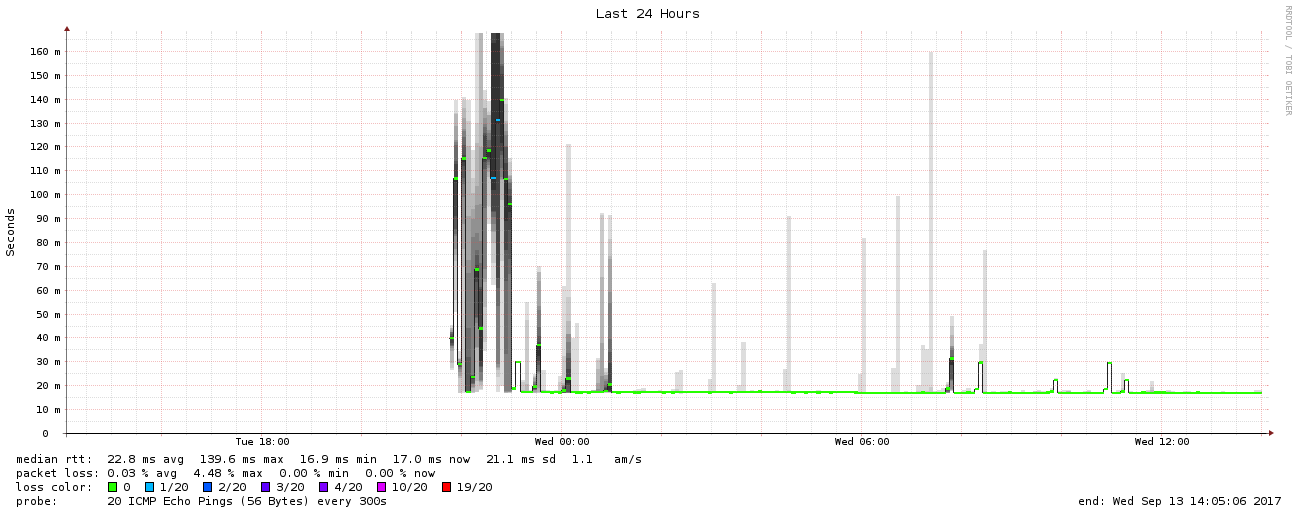 Last 24 Hours
RRDTOOL / TOBI OETIKER
Seconds
160 m
150 m
140 m
130 m
120 m
110 m
100 m
90 m
80 m
70 m
60 m
50 m
40 m
30 m
20 m
10 m
0
Tue 18:00 Wed 00:00 Wed 06:00 Wed 12:00
median rtt: 22.8 ms avg 139.6 ms max 16.9 ms min 17.0 ms now 21.1 ms sd 1.1 am/s
packet loss: 0.03 % avg 4.48 % max 0.00 % min 0.00 % now
loss color: 0 1/20 2/20 3/20 4/20 10/20 19/20
probe: 20 ICMP Echo Pings (56 Bytes) every 300s end: Wed Sep 13 14:05:06 2017